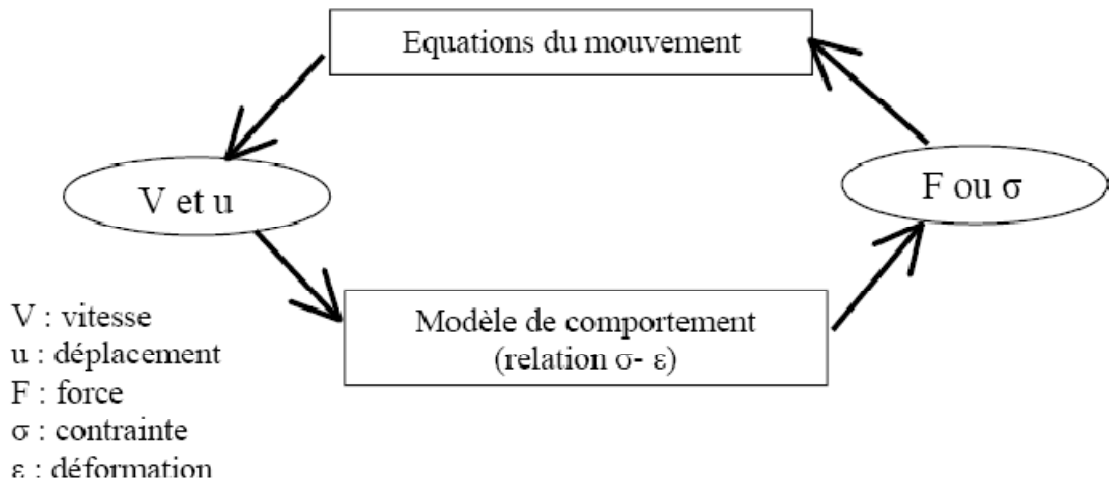 Equations du mouvement
V et u
F ou σ
Modèle de comportement
(relation σ- ε)
V : vitesse
u : déplacement
F : force
σ : contrainte
ε : déformation